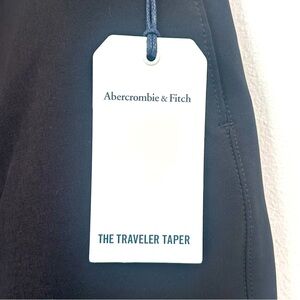 Abercrombie & Fitch
THE TRAVELER TAPER